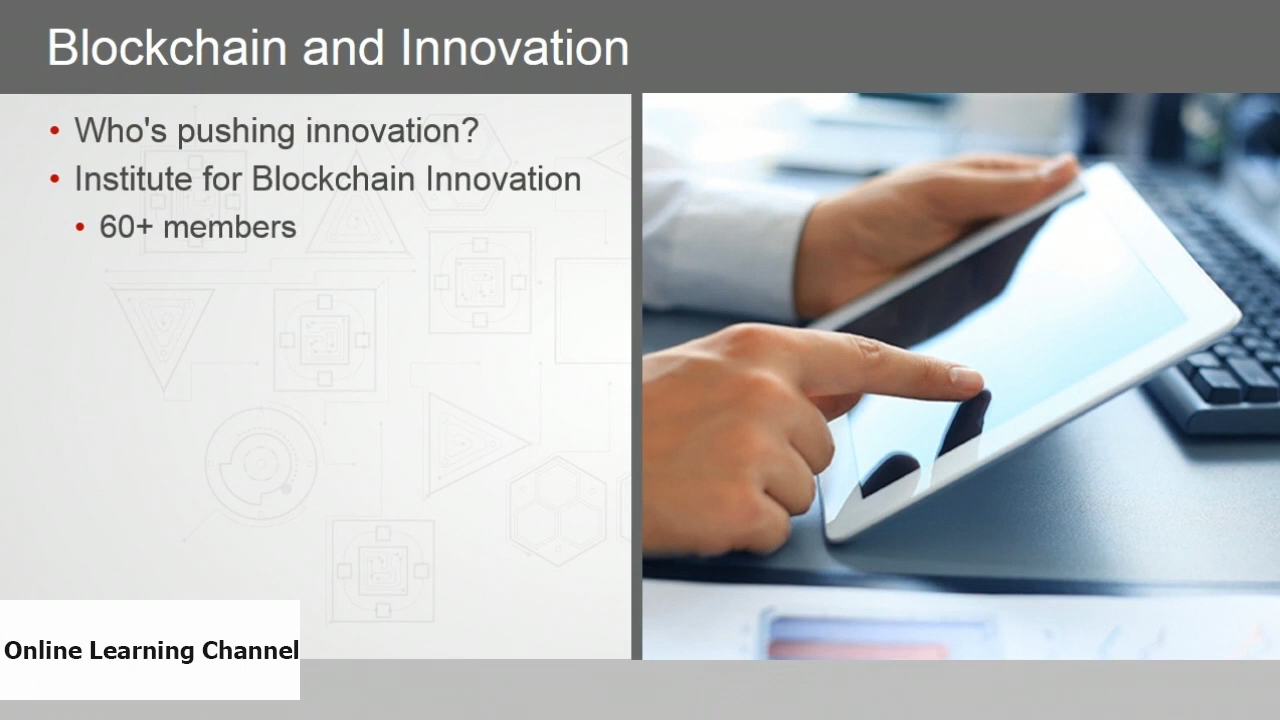 Blockchain and Innovation
• Who's pushing innovation?
• Institute for Blockchain Innovation
• 60+ members
Online Learning Channel